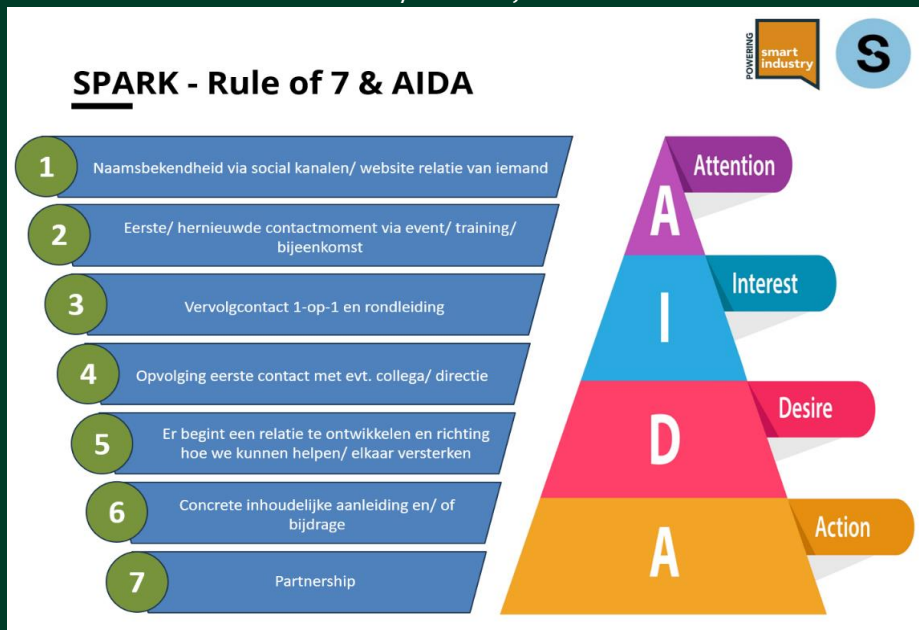 POWERING
smart
industry
S
SPARK - Rule of 7 & AIDA
1
Naamsbekendheid via social kanalen/ website relatie van iemand
2
Eerste/ hernieuwde contactmoment via event/ training/
bijeenkomst
3
Vervolgcontact 1-op-1 en rondleiding
4
Opvolging eerste contact met evt. collega/ directie
5
Er begint een relatie te ontwikkelen en richting
hoe we kunnen helpen/ elkaar versterken
6
Concrete inhoudelijke aanleiding en/ of
bijdrage
7
Partnership
A
Attention
I
Interest
D
Desire
A
Action